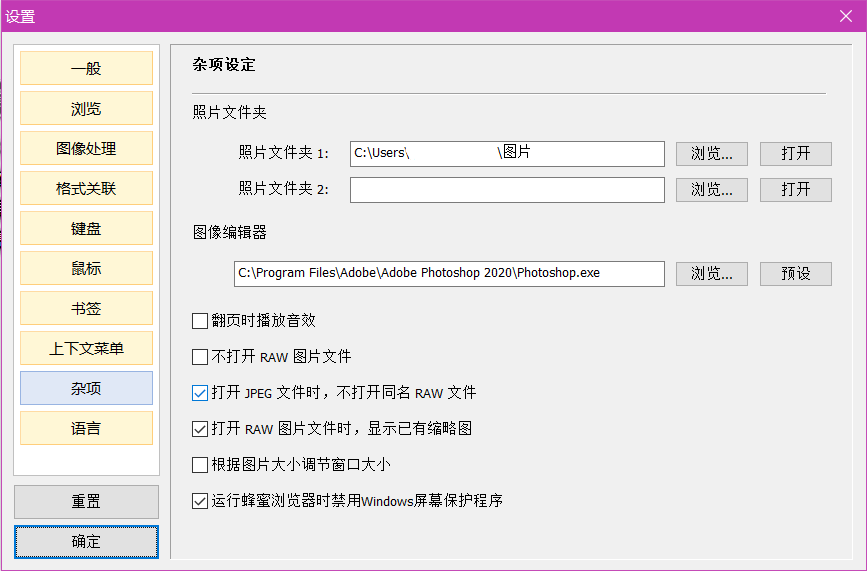 设置
一般
浏览
图像处理
格式关联
键盘
鼠标
书签
上下文菜单
杂项
语言
重置
确定
杂项设定
照片文件夹
照片文件夹 1: C:\Users\ \图片 浏览... 打开
照片文件夹 2: 浏览... 打开
图像编辑器
C:\Program Files\Adobe\Adobe Photoshop 2020\Photoshop.exe 浏览... 预设
翻页时播放音效
不打开 RAW 图片文件
打开 JPEG 文件时，不打开同名 RAW 文件
打开 RAW 图片文件时，显示已有缩略图
根据图片大小调节窗口大小
运行蜂蜜浏览器时禁用Windows屏幕保护程序